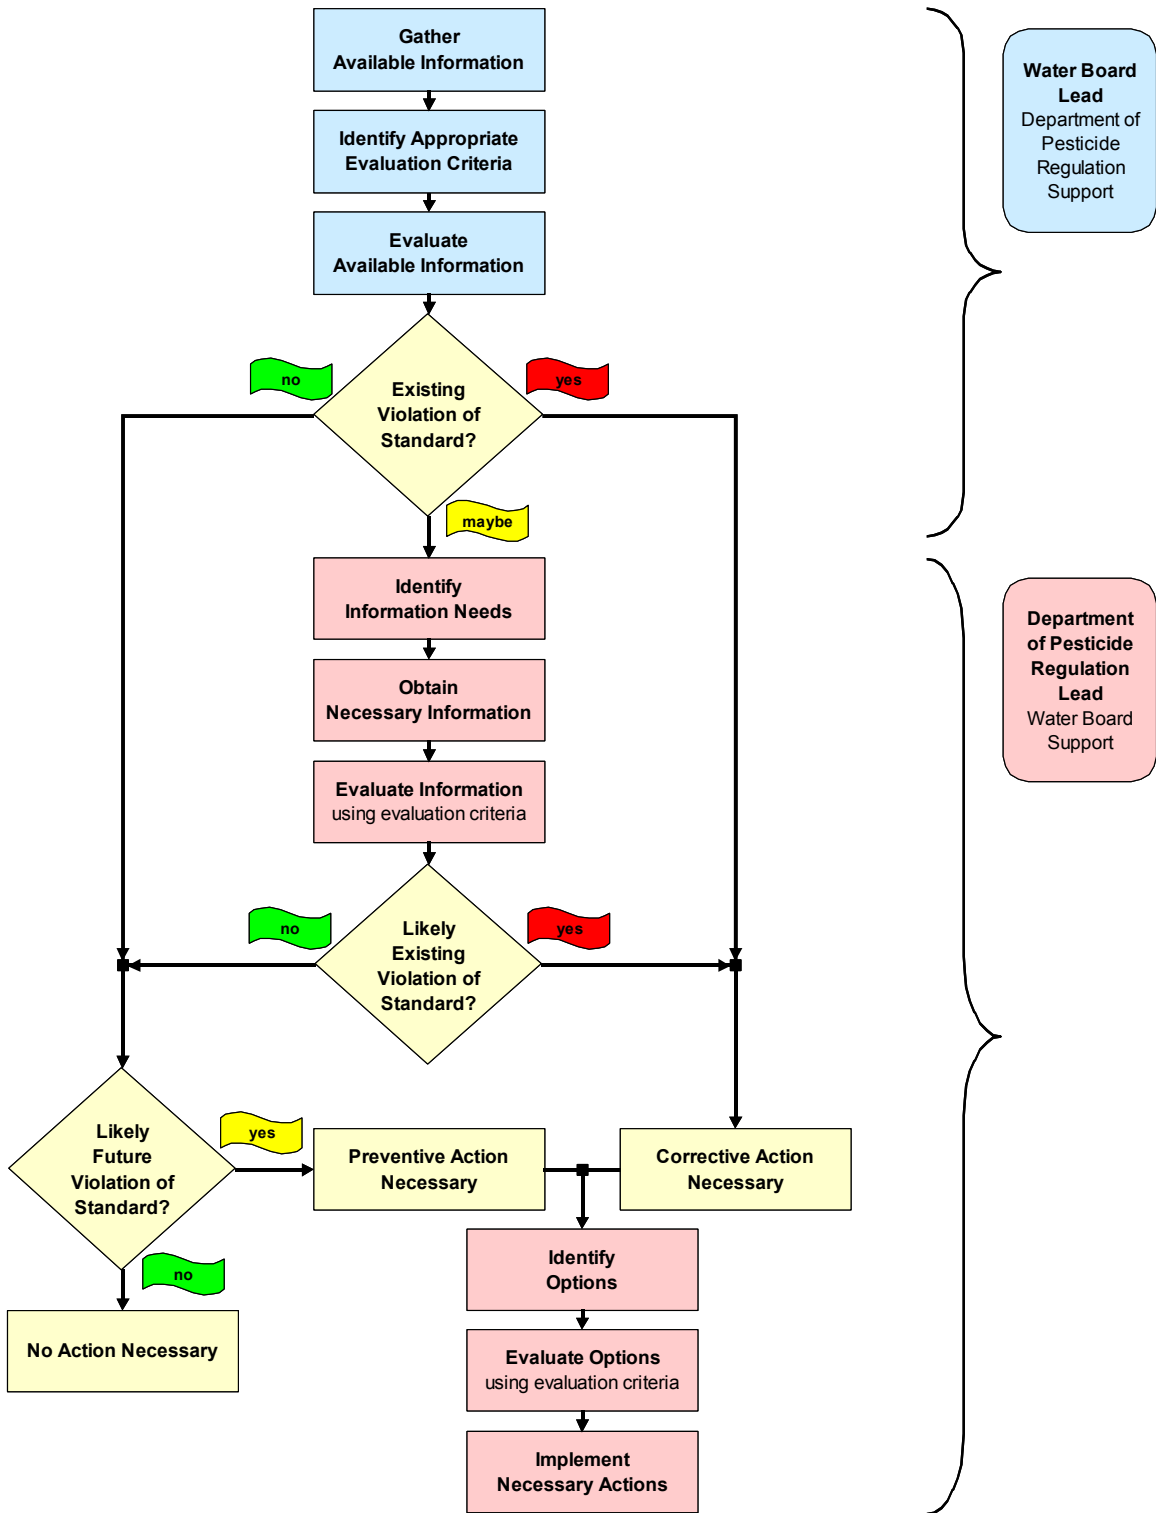 Gather
Available Information
Water Board
Lead
Department of
Pesticide
Regulation
Support
Identify Appropriate
Evaluation Criteria
Evaluate
Available Information
no
yes
Existing
Violation of
Standard?
maybe
Identify
Information Needs
Department
of Pesticide
Regulation
Lead
Water Board
Support
Obtain
Necessary Information
Evaluate Information
using evaluation criteria
no
yes
Likely
Existing
Violation of
Standard?
Likely
Future
Violation of
Standard?
yes
Preventive Action
Necessary
Corrective Action
Necessary
no
Identify
Options
No Action Necessary
Evaluate Options
using evaluation criteria
Implement
Necessary Actions